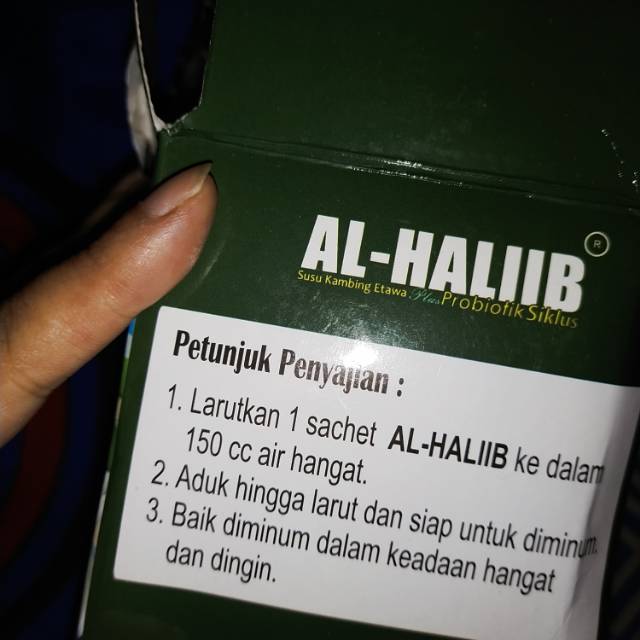 AL-HALIIB ®
Susu Kambing Etawa Plus Probiotik Siklus
Petunjuk Penyajian :
1. Larutkan 1 sachet AL-HALIIB ke dalam
150 cc air hangat.
2. Aduk hingga larut dan siap untuk diminum.
3. Baik diminum dalam keadaan hangat
dan dingin.